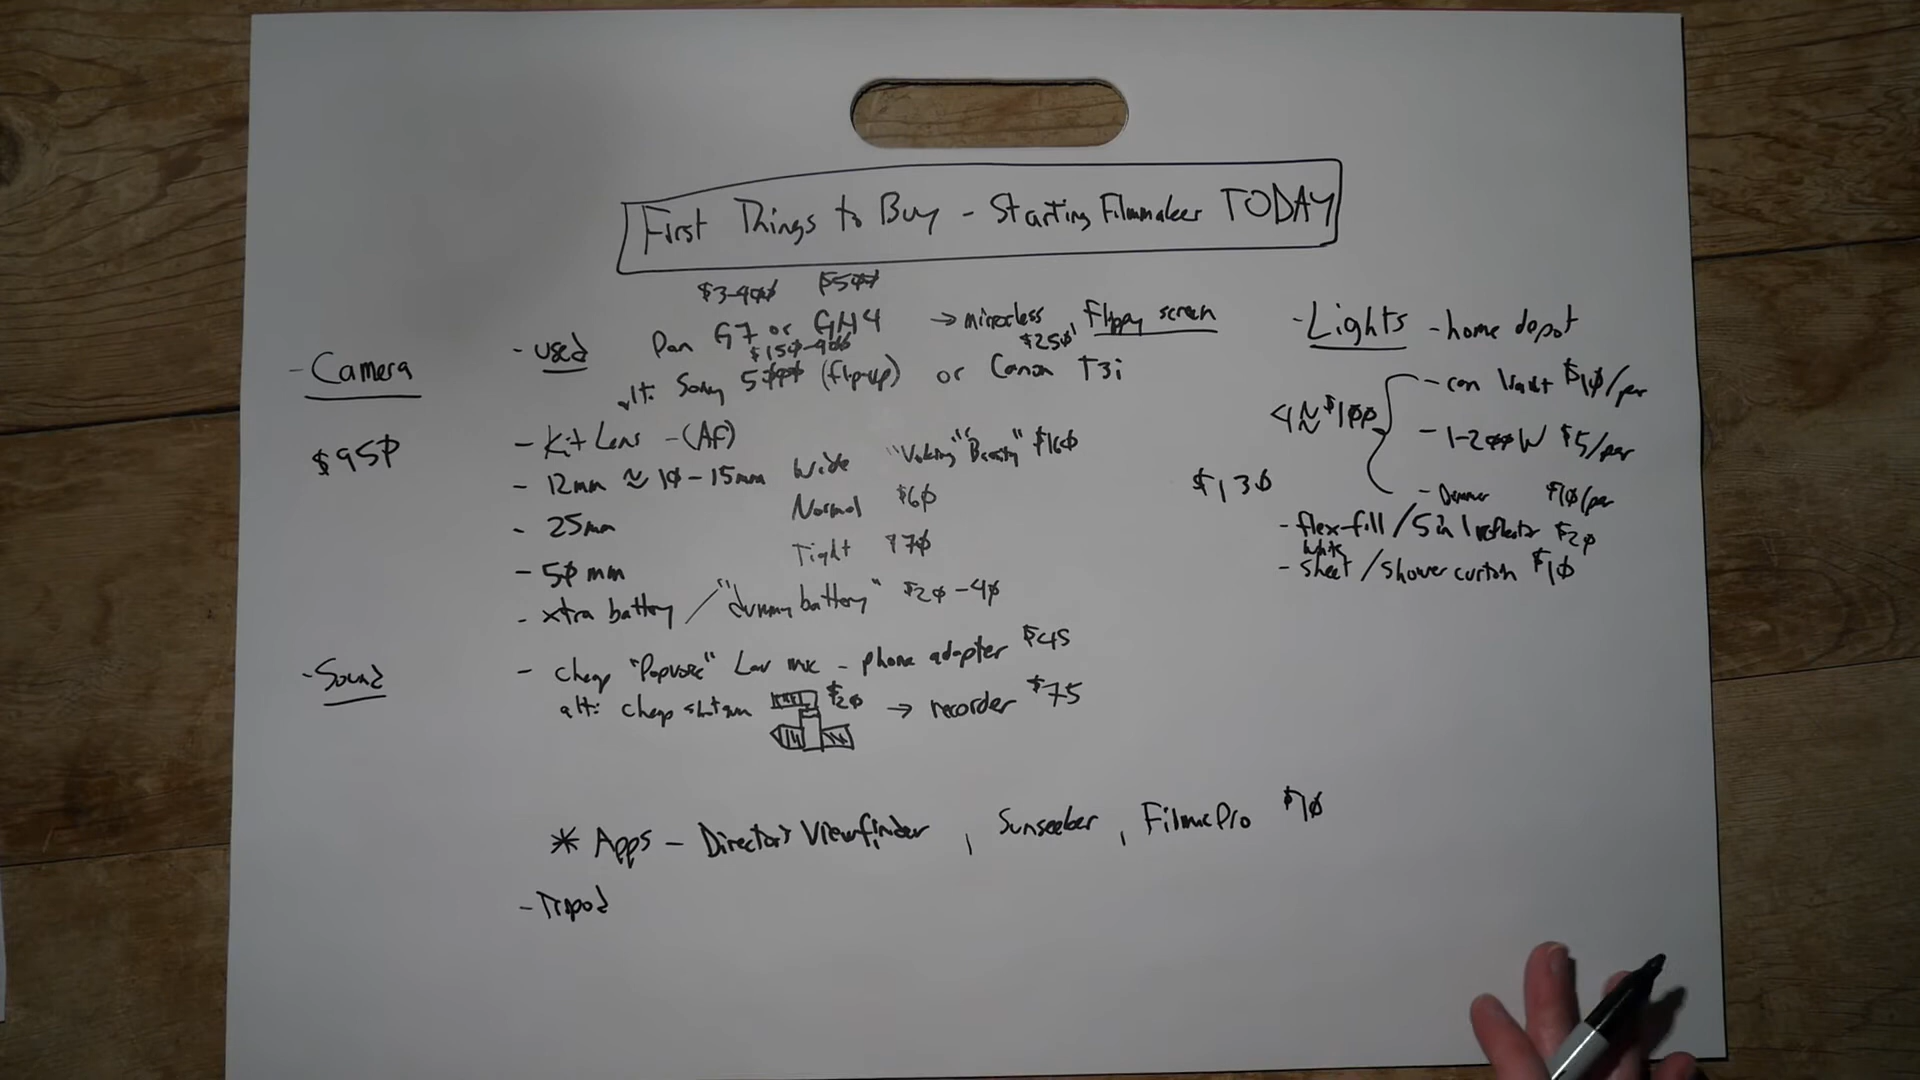 First Things to Buy - Starting Filmmaker TODAY
$3-400 $500
- Camera
- used Pan G7 or GH4 → mirrorless flippy screen
$150-400 $250
alt: Sony 5000 (flip-up) or Canon T3i
$950
- Kit Lens - (AF)
- 12mm ≈ 10-15mm Wide "Beasty" $160
- 25mm Normal $60
- 50mm Tight $70
- xtra battery / "dummy battery" $20-40
- Sound
- cheap Lav mic - phone adapter $45
alt: cheap shotgun $20 → recorder $75
* Apps - Director's Viewfinder, Sunseeker, FilmicPro $70
- Tripod
- Lights - home depot
4 ≈ $100
- can $10/per
- 1-200W $5/per
- Dimmer $10/per
$130
- flex-fill / 5 in 1 reflector $20
white
- sheet / shower curtain $10